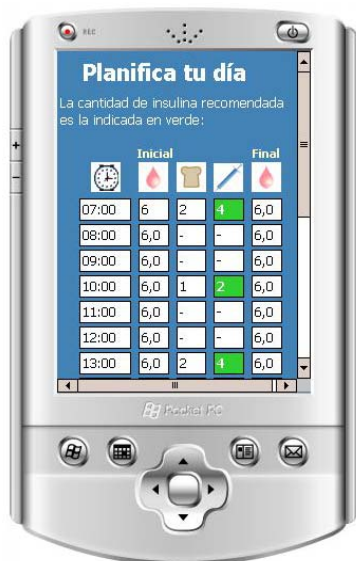 REC
Planifica tu día
La cantidad de insulina recomendada
es la indicada en verde:
Inicial Final
07:00 6 2 4 6,0
08:00 6,0 - - 6,0
09:00 6,0 - - 6,0
10:00 6,0 1 2 6,0
11:00 6,0 - - 6,0
12:00 6,0 - - 6,0
13:00 6,0 2 4 6,0
Pocket PC